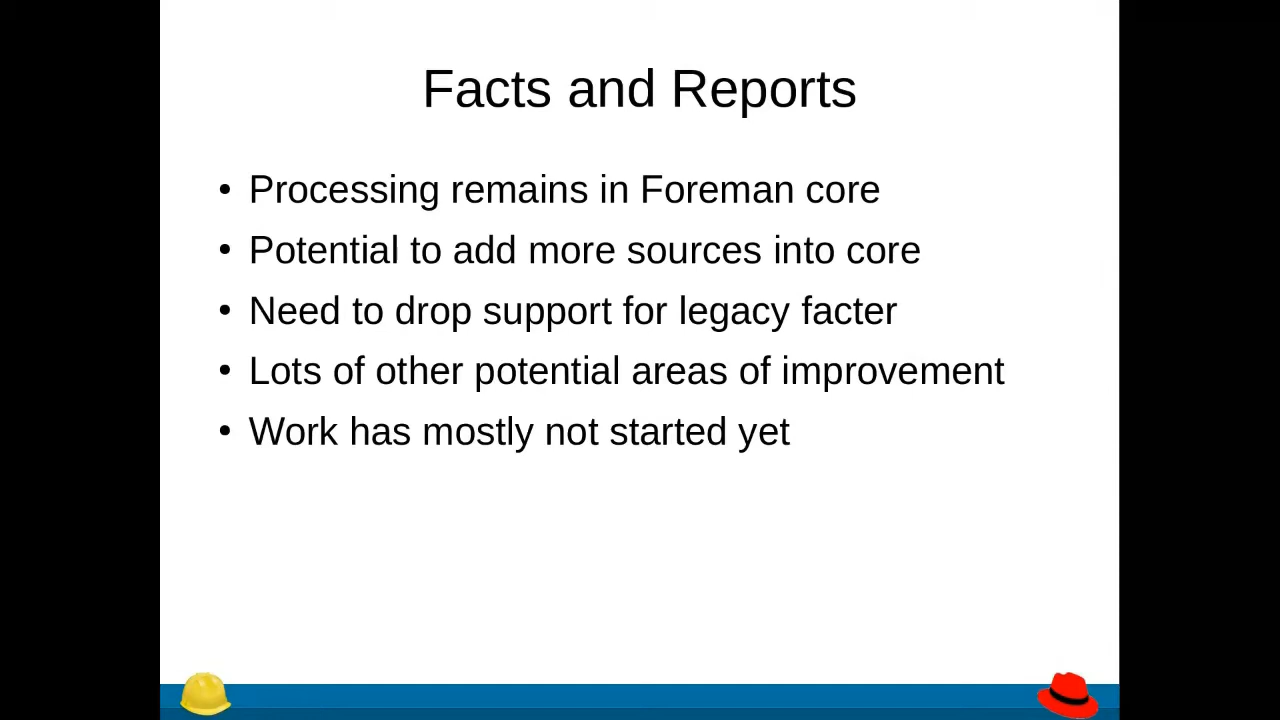 Facts and Reports
• Processing remains in Foreman core
• Potential to add more sources into core
• Need to drop support for legacy facter
• Lots of other potential areas of improvement
• Work has mostly not started yet